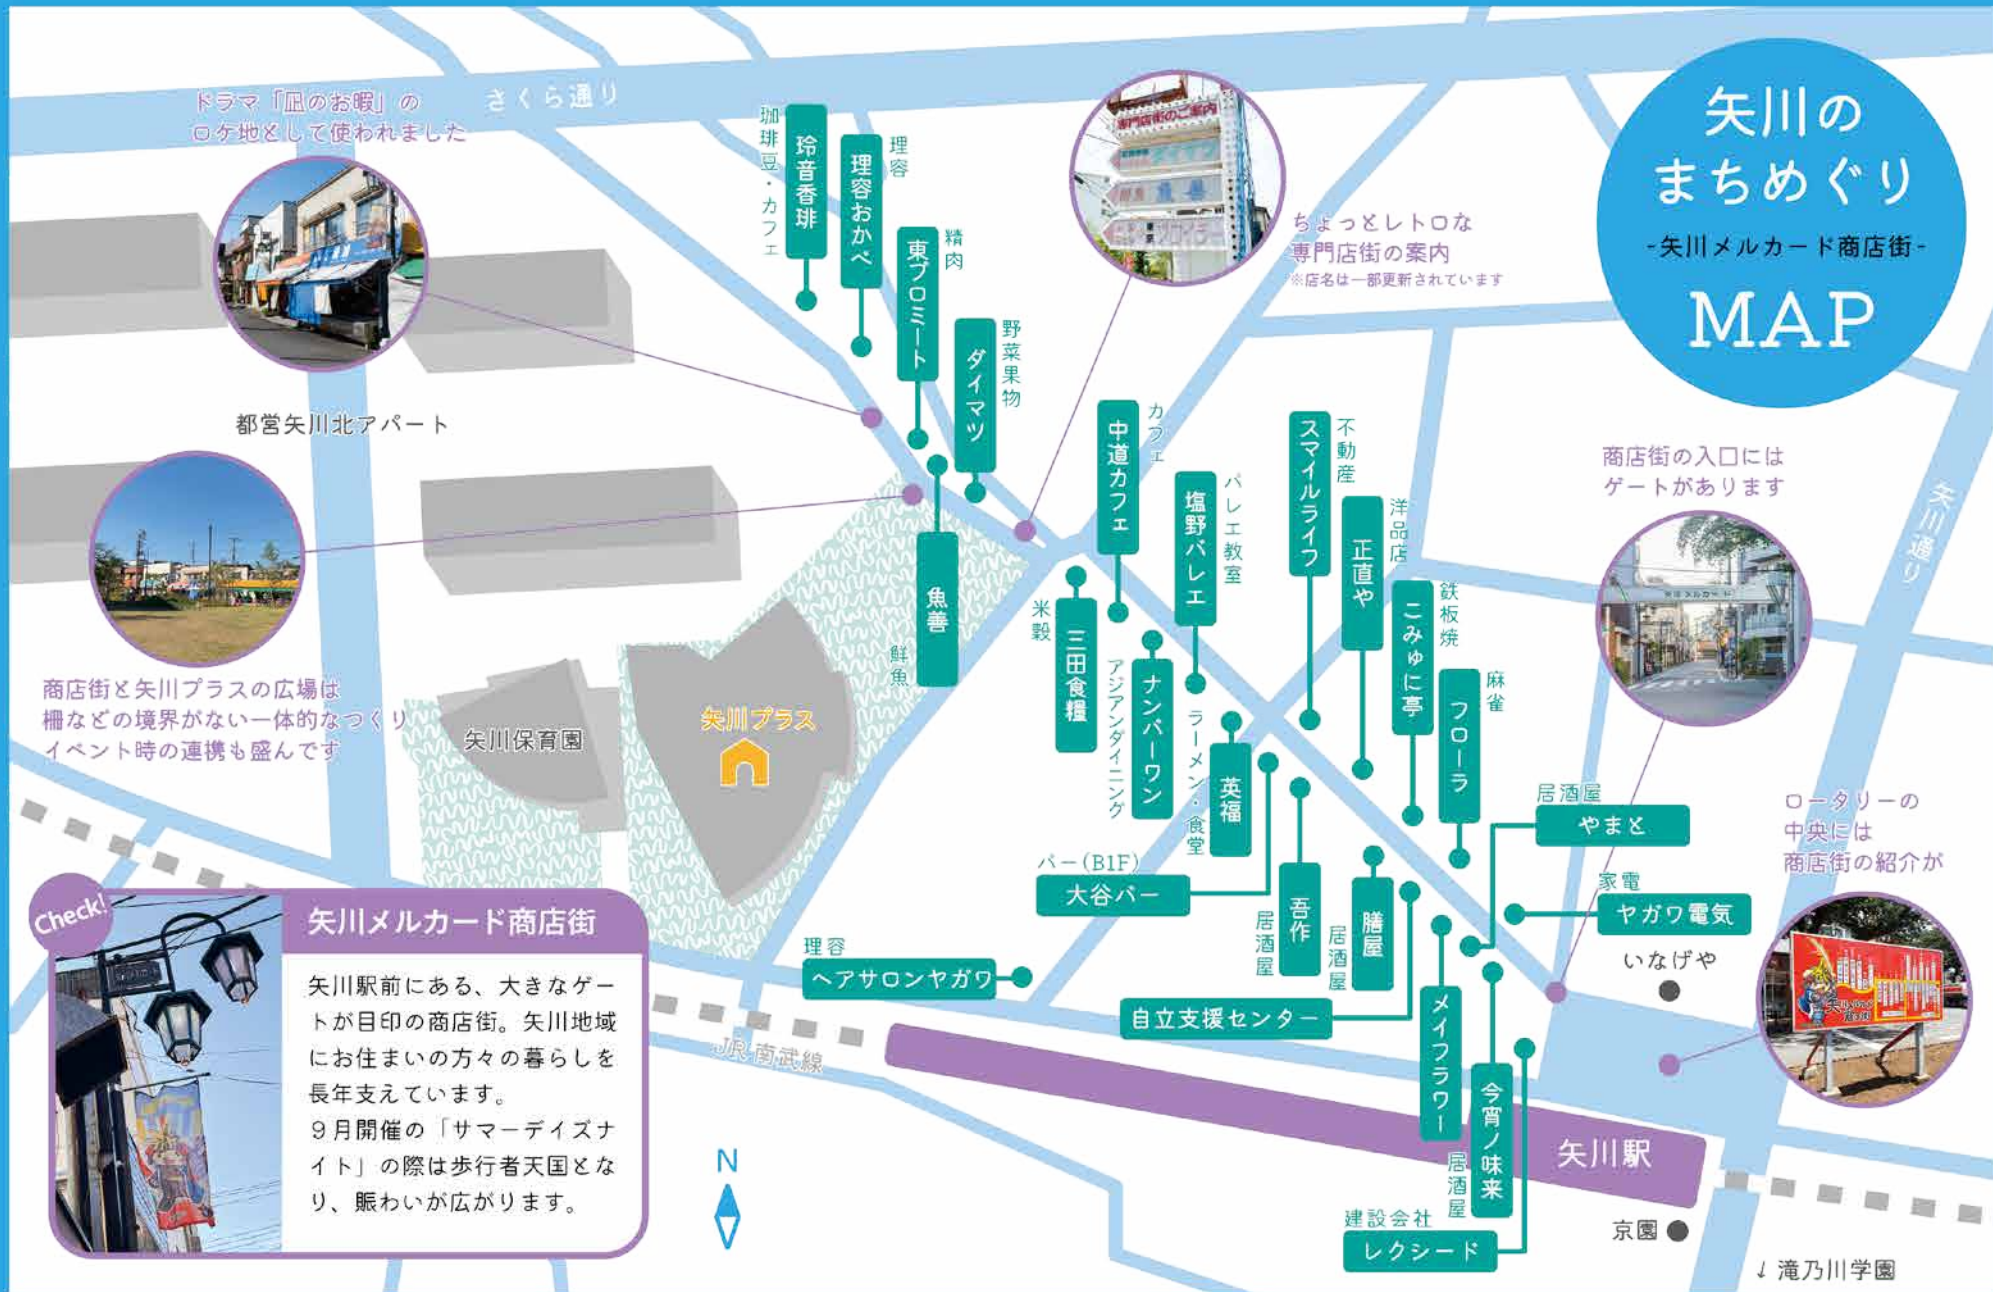 矢川の
まちめぐり
-矢川メルカード商店街-
MAP
さくら通り
ドラマ「凪のお暇」の
ロケ地として使われました
都営矢川北アパート
商店街と矢川プラスの広場は
柵などの境界がない一体的なつくり
イベント時の連携も盛んです
珈琲豆・カフェ
玲音香琲
理容
理容おかべ
精肉
東プロミート
野菜果物
ダイマツ
専門店街のご案内
ちょっとレトロな
専門店街の案内
※店名は一部更新されています
鮮魚
魚善
カフェ
中道カフェ
米穀
三田食糧
バレエ教室
塩野バレエ
アジアンダイニング
ナンバーワン
ラーメン・食堂
英福
不動産
スマイルライフ
洋品店
正直や
鉄板焼
こみゅに亭
麻雀
フローラ
商店街の入口には
ゲートがあります
矢川通り
居酒屋
やまと
家電
ヤガワ電気
いなげや
ロータリーの
中央には
商店街の紹介が
バー(B1F)
大谷バー
居酒屋
吾作
居酒屋
膳屋
自立支援センター
メイフラワー
居酒屋
今宵ノ味来
建設会社
レクシード
理容
ヘアサロンヤガワ
矢川保育園
矢川プラス
JR 南武線
矢川駅
京園
↓滝乃川学園
N
Check!
矢川メルカード商店街
矢川駅前にある、大きなゲー
トが目印の商店街。矢川地域
にお住まいの方々の暮らしを
長年支えています。
9月開催の「サマーデイズナ
イト」の際は歩行者天国とな
り、賑わいが広がります。